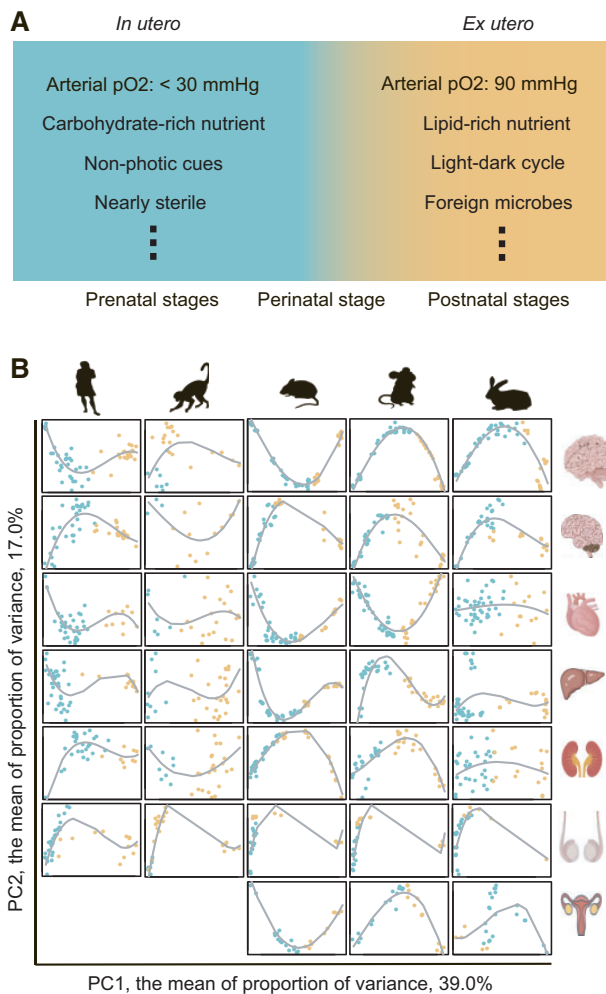 A
In utero
Ex utero
Arterial pO2: < 30 mmHg
Arterial pO2: 90 mmHg
Carbohydrate-rich nutrient
Lipid-rich nutrient
Non-photic cues
Light-dark cycle
Nearly sterile
Foreign microbes
Prenatal stages
Perinatal stage
Postnatal stages
B
PC2, the mean of proportion of variance, 17.0%
PC1, the mean of proportion of variance, 39.0%